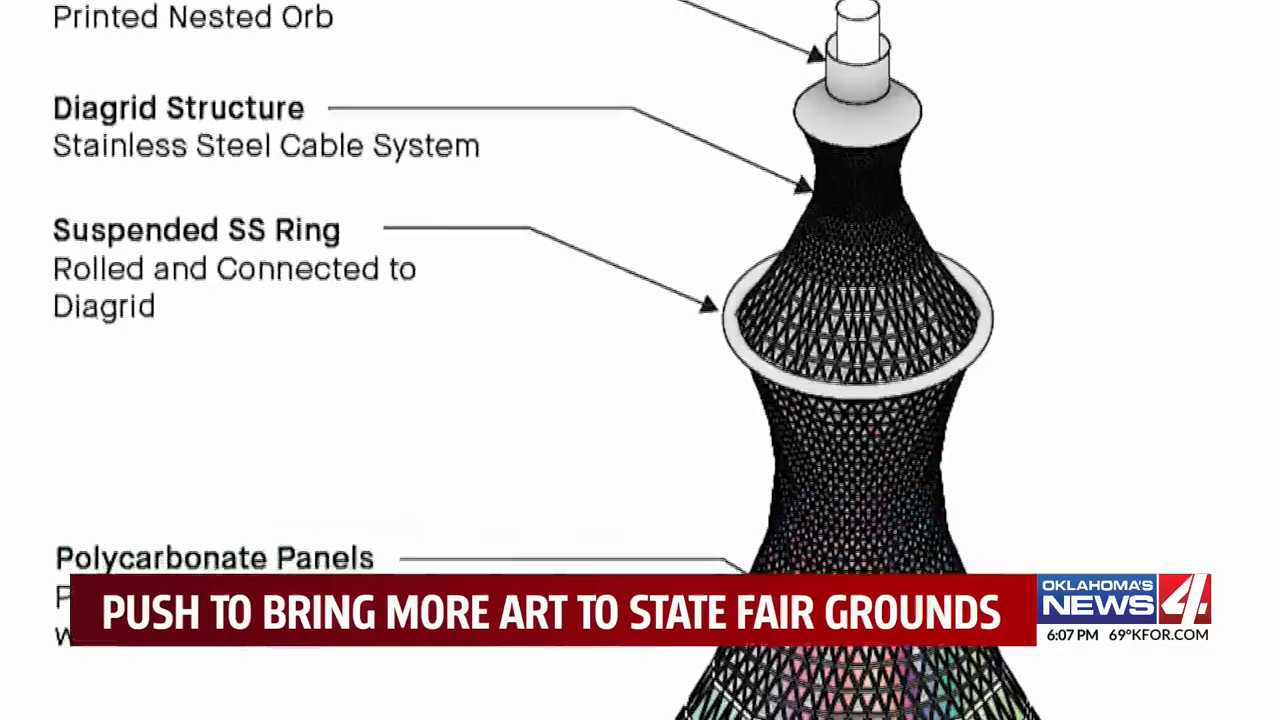 Printed Nested Orb
Diagrid Structure
Stainless Steel Cable System
Suspended SS Ring
Rolled and Connected to
Diagrid
Polycarbonate Panels
PUSH TO BRING MORE ART TO STATE FAIR GROUNDS
OKLAHOMA'S
NEWS 4
6:07 PM 69° KFOR.COM